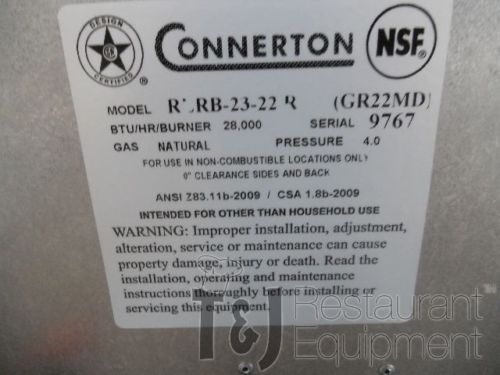 DESIGN
CERTIFIED
®
CONNERTON
NSF®
MODEL (GR22MD)
BTU/HR/BURNER 28,000 SERIAL 9767
GAS NATURAL PRESSURE 4.0
FOR USE IN NON-COMBUSTIBLE LOCATIONS ONLY
0" CLEARANCE SIDES AND BACK
ANSI Z83.11b-2009 / CSA 1.8b-2009
INTENDED FOR OTHER THAN HOUSEHOLD USE
WARNING: Improper installation, adjustment,
alteration, service or maintenance can cause
property damage, injury or death. Read the
installation, operating and maintenance
instructions thoroughly before installing or
servicing this equipment.
T&J Restaurant
Equipment